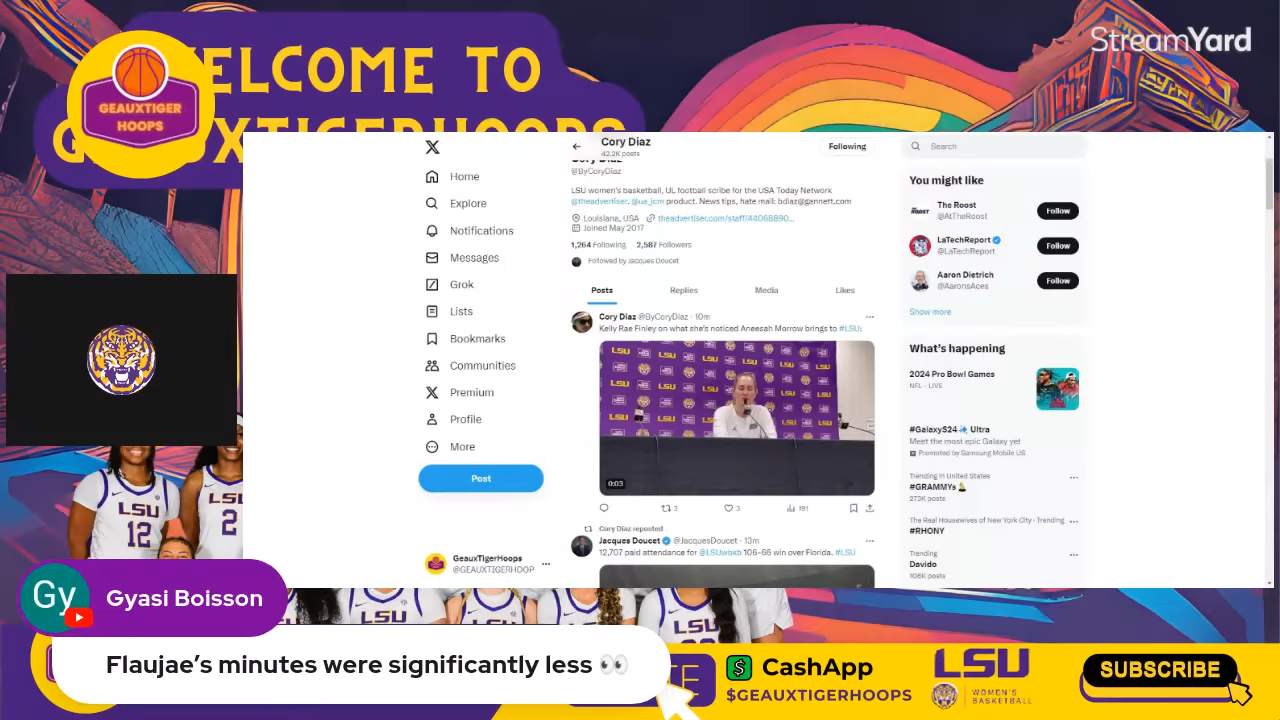 StreamYard
WELCOME TO
GEAUXTIGERHOOPS
GEAUXTIGER
HOOPS
Home
Explore
Notifications
Messages
Grok
Lists
Bookmarks
Communities
Premium
Profile
More
Post
GeauxTigerHoops
@GEAUXTIGERHOOP
Cory Diaz
42.2K posts
Following
Cory Diaz
@ByCoryDiaz
LSU women's basketball, UL football scribe for the USA Today Network
@theadvertiser. @ua_jcm product. News tips, hate mail: bdiaz@gannett.com
Louisiana, USA theadvertiser.com/staff/44068890...
Joined May 2017
1,264 Following 2,587 Followers
Followed by Jacques Doucet
Posts Replies Media Likes
Cory Diaz @ByCoryDiaz · 10m
Kelly Rae Finley on what she's noticed Aneesah Morrow brings to #LSU:
LSU
0:03
3 3 191
Cory Diaz reposted
Jacques Doucet @JacquesDoucet · 13m
12,707 paid attendance for @LSUwbkb 106-66 win over Florida. #LSU
Search
You might like
The Roost
@AtTheRoost
Follow
LaTechReport
@LaTechReport
Follow
Aaron Dietrich
@AaronsAces
Follow
Show more
What's happening
2024 Pro Bowl Games
NFL · LIVE
#GalaxyS24 Ultra
Meet the most epic Galaxy yet
Promoted by Samsung Mobile US
Trending in United States
#GRAMMYs
273K posts
The Real Housewives of New York City · Trending
#RHONY
Trending
Davido
108K posts
LSU
12
LSU
2
LSU
LSU
LSU
Gy
Gyasi Boisson
Flaujae's minutes were significantly less 👀
CashApp
$GEAUXTIGERHOOPS
LSU
WOMEN'S
BASKETBALL
SUBSCRIBE